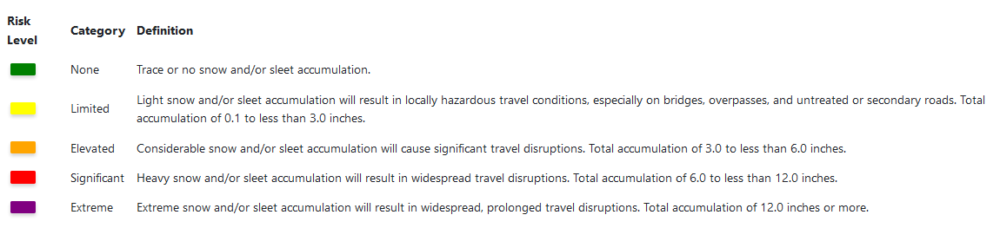 Risk
Level
Category
Definition
None
Trace or no snow and/or sleet accumulation.
Limited
Light snow and/or sleet accumulation will result in locally hazardous travel conditions, especially on bridges, overpasses, and untreated or secondary roads. Total
accumulation of 0.1 to less than 3.0 inches.
Elevated
Considerable snow and/or sleet accumulation will cause significant travel disruptions. Total accumulation of 3.0 to less than 6.0 inches.
Significant
Heavy snow and/or sleet accumulation will result in widespread travel disruptions. Total accumulation of 6.0 to less than 12.0 inches.
Extreme
Extreme snow and/or sleet accumulation will result in widespread, prolonged travel disruptions. Total accumulation of 12.0 inches or more.